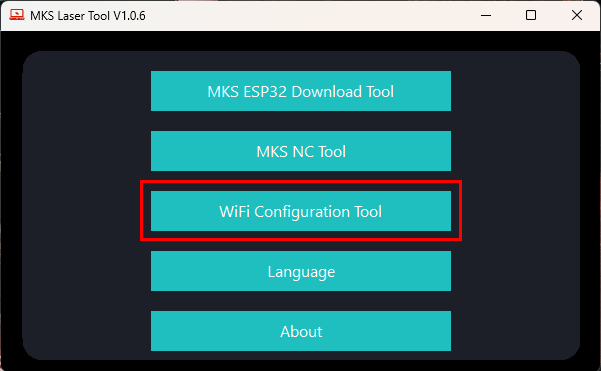 MKS Laser Tool V1.0.6
MKS ESP32 Download Tool
MKS NC Tool
WiFi Configuration Tool
Language
About